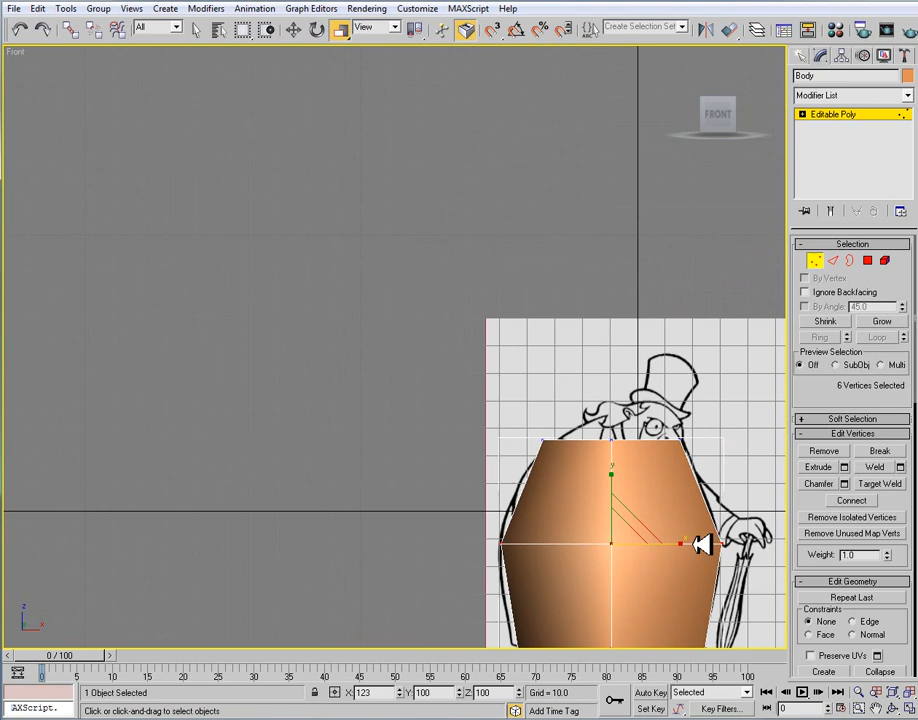 File Edit Tools Group Views Create Modifiers Animation Graph Editors Rendering Customize MAXScript Help
All View 3 Create Selection Set
Front
FRONT
Body
Modifier List
Editable Poly
Selection
By Vertex
Ignore Backfacing
By Angle: 45.0
Shrink Grow
Ring Loop
Preview Selection
Off SubObj Multi
6 Vertices Selected
Soft Selection
Edit Vertices
Remove Break
Extrude Weld
Chamfer Target Weld
Connect
Remove Isolated Vertices
Remove Unused Map Verts
Weight: 1.0
Edit Geometry
Repeat Last
Constraints
None Edge
Face Normal
Preserve UVs
Create Collapse
y
x
z
x
0 / 100
0 5 10 15 20 25 30 35 40 45 50 55 60 65 70 75 80 85 90 95 100
1 Object Selected X: 123 Y: 100 Z: 100 Grid = 10.0 Auto Key Selected
AXScript. Click or click-and-drag to select objects Add Time Tag Set Key Key Filters... 0